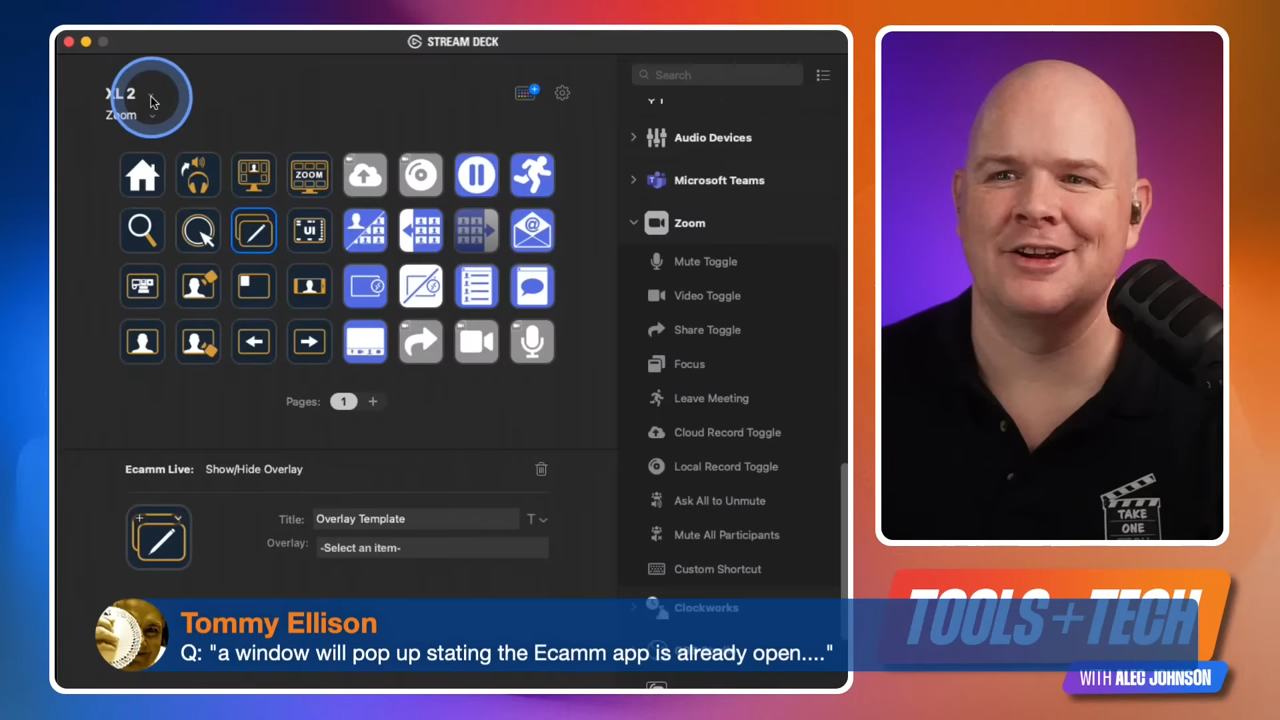 STREAM DECK
XL 2
Zoom
ZOOM
UI
Pages: 1 +
Ecamm Live: Show/Hide Overlay
Title: Overlay Template
T
Overlay: -Select an item-
Search
Audio Devices
Microsoft Teams
Zoom
Mute Toggle
Video Toggle
Share Toggle
Focus
Leave Meeting
Cloud Record Toggle
Local Record Toggle
Ask All to Unmute
Mute All Participants
Custom Shortcut
Clockworks
Tommy Ellison
Q: "a window will pop up stating the Ecamm app is already open...."
TAKE
ONE
TOOLS+TECH
WITH ALEC JOHNSON